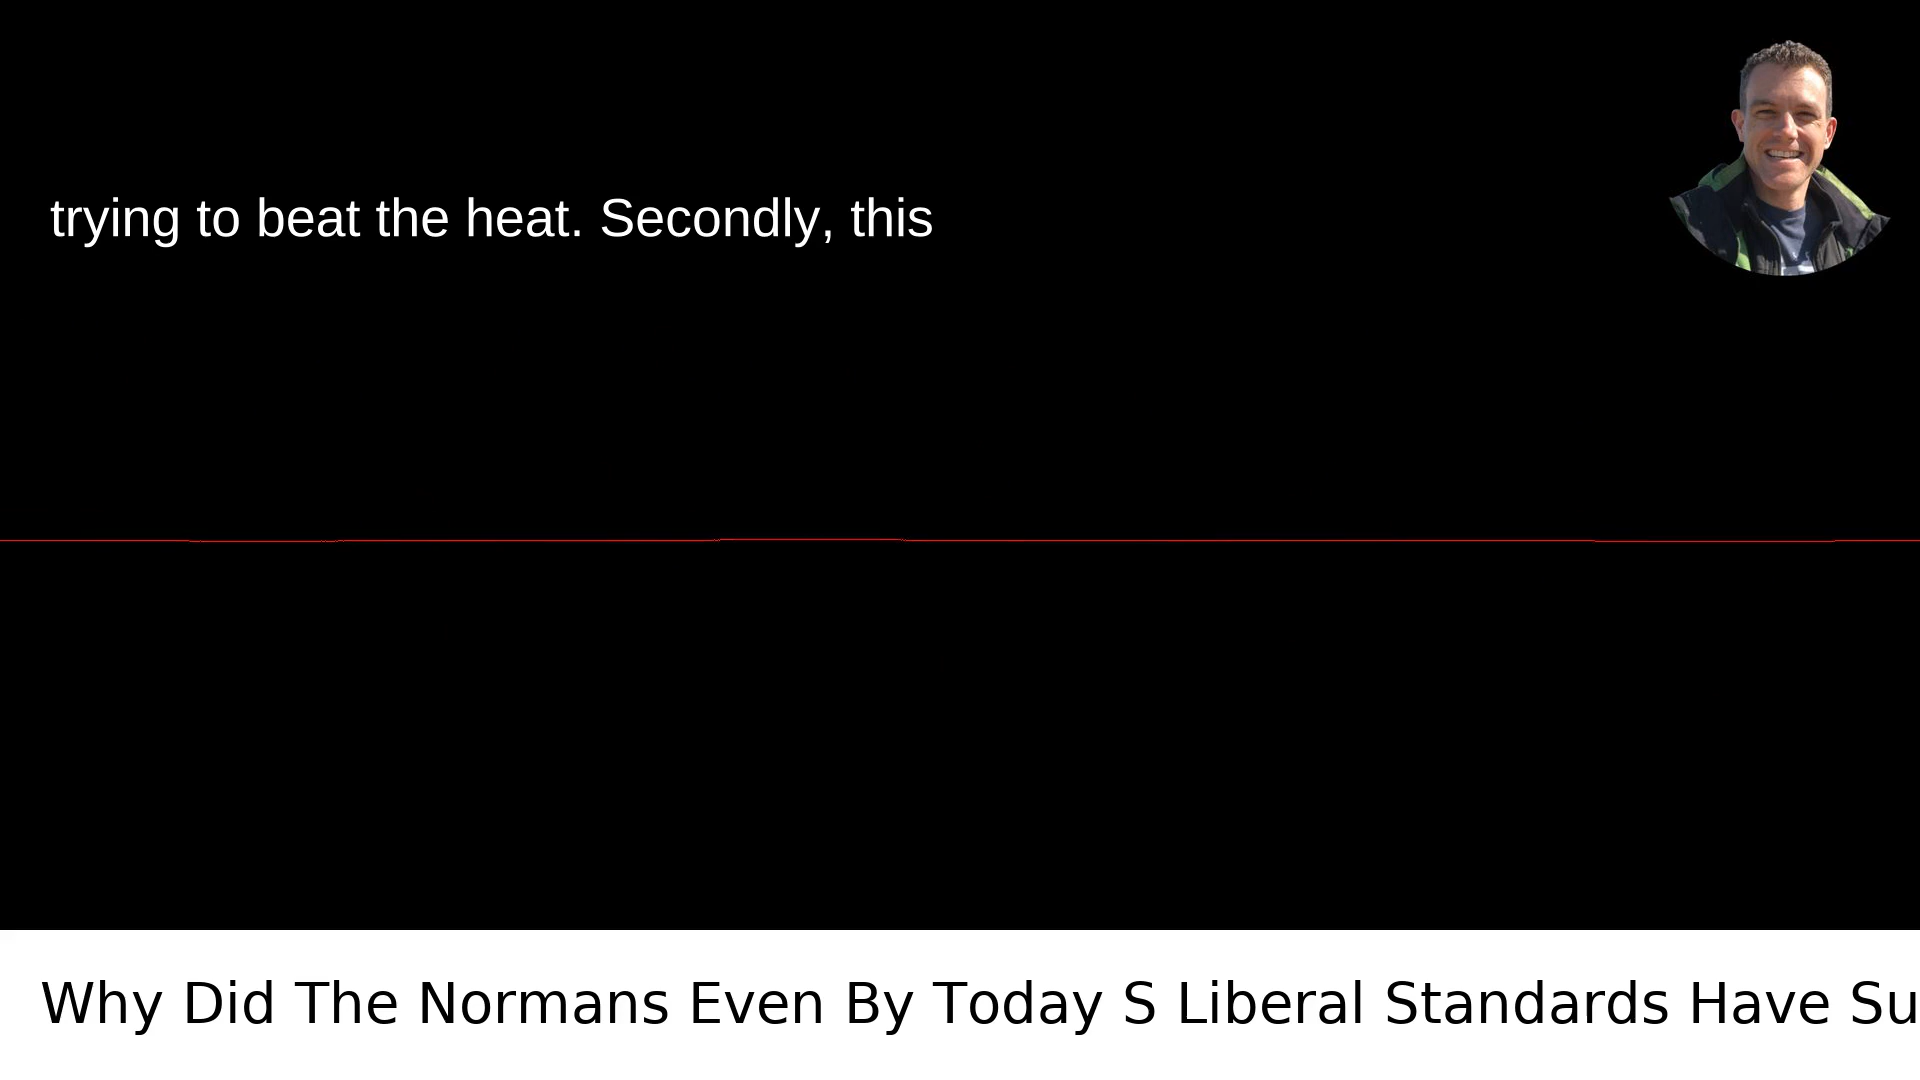 trying to beat the heat. Secondly, this
Why Did The Normans Even By Today S Liberal Standards Have Su